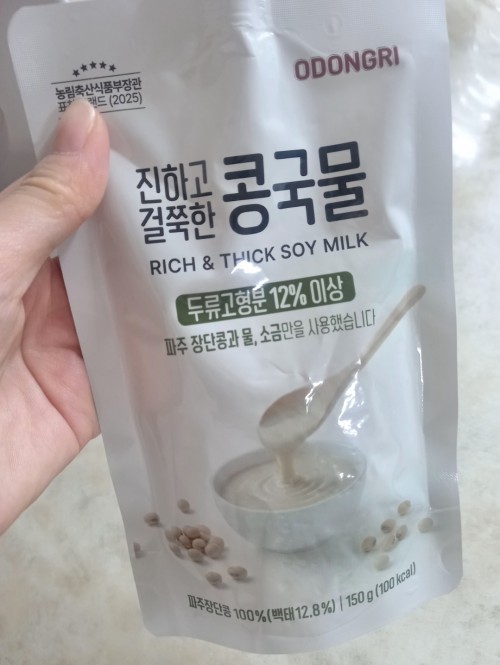 ODONGRI
농림축산식품부장관
(2025)
진하고
걸쭉한
콩국물
RICH & THICK SOY MILK
두류고형분 12% 이상
파주 장단콩과 물, 소금만을 사용했습니다
파주장단콩 100%(백태12.8%) | 150 g (100 kcal)